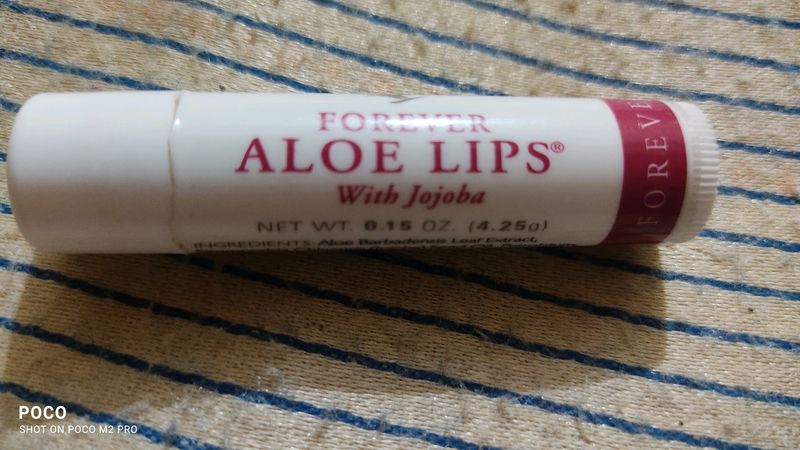 FOREVER
ALOE LIPS®
With Jojoba
NET WT. 0.15 OZ. (4.25g)
INGREDIENTS: Aloe Barbadensis Leaf Extract,
FOREVE
POCO
SHOT ON POCO M2 PRO